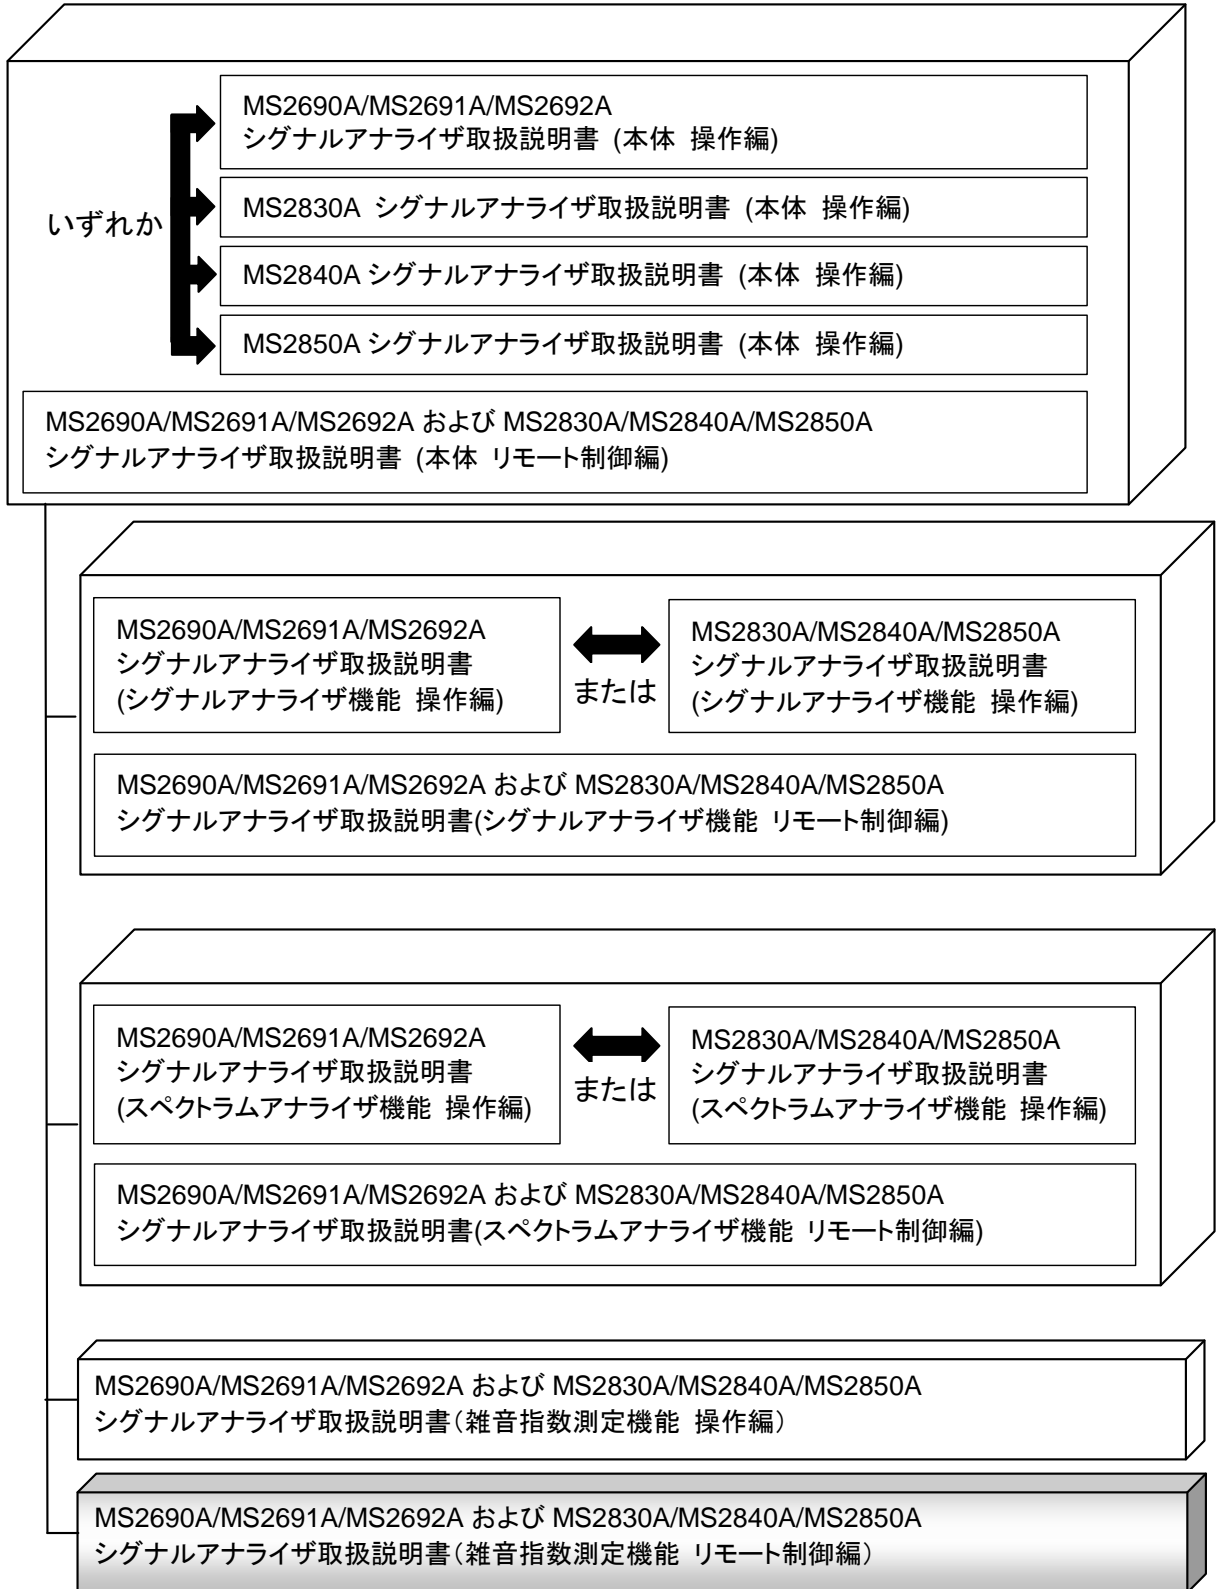 MS2690A/MS2691A/MS2692A
シグナルアナライザ取扱説明書 (本体 操作編)
いずれか
MS2830A シグナルアナライザ取扱説明書 (本体 操作編)
MS2840A シグナルアナライザ取扱説明書 (本体 操作編)
MS2850A シグナルアナライザ取扱説明書 (本体 操作編)
MS2690A/MS2691A/MS2692A および MS2830A/MS2840A/MS2850A
シグナルアナライザ取扱説明書 (本体 リモート制御編)
MS2690A/MS2691A/MS2692A
シグナルアナライザ取扱説明書
(シグナルアナライザ機能 操作編)
または
MS2830A/MS2840A/MS2850A
シグナルアナライザ取扱説明書
(シグナルアナライザ機能 操作編)
MS2690A/MS2691A/MS2692A および MS2830A/MS2840A/MS2850A
シグナルアナライザ取扱説明書(シグナルアナライザ機能 リモート制御編)
MS2690A/MS2691A/MS2692A
シグナルアナライザ取扱説明書
(スペクトラムアナライザ機能 操作編)
または
MS2830A/MS2840A/MS2850A
シグナルアナライザ取扱説明書
(スペクトラムアナライザ機能 操作編)
MS2690A/MS2691A/MS2692A および MS2830A/MS2840A/MS2850A
シグナルアナライザ取扱説明書(スペクトラムアナライザ機能 リモート制御編)
MS2690A/MS2691A/MS2692A および MS2830A/MS2840A/MS2850A
シグナルアナライザ取扱説明書（雑音指数測定機能 操作編）
MS2690A/MS2691A/MS2692A および MS2830A/MS2840A/MS2850A
シグナルアナライザ取扱説明書（雑音指数測定機能 リモート制御編）